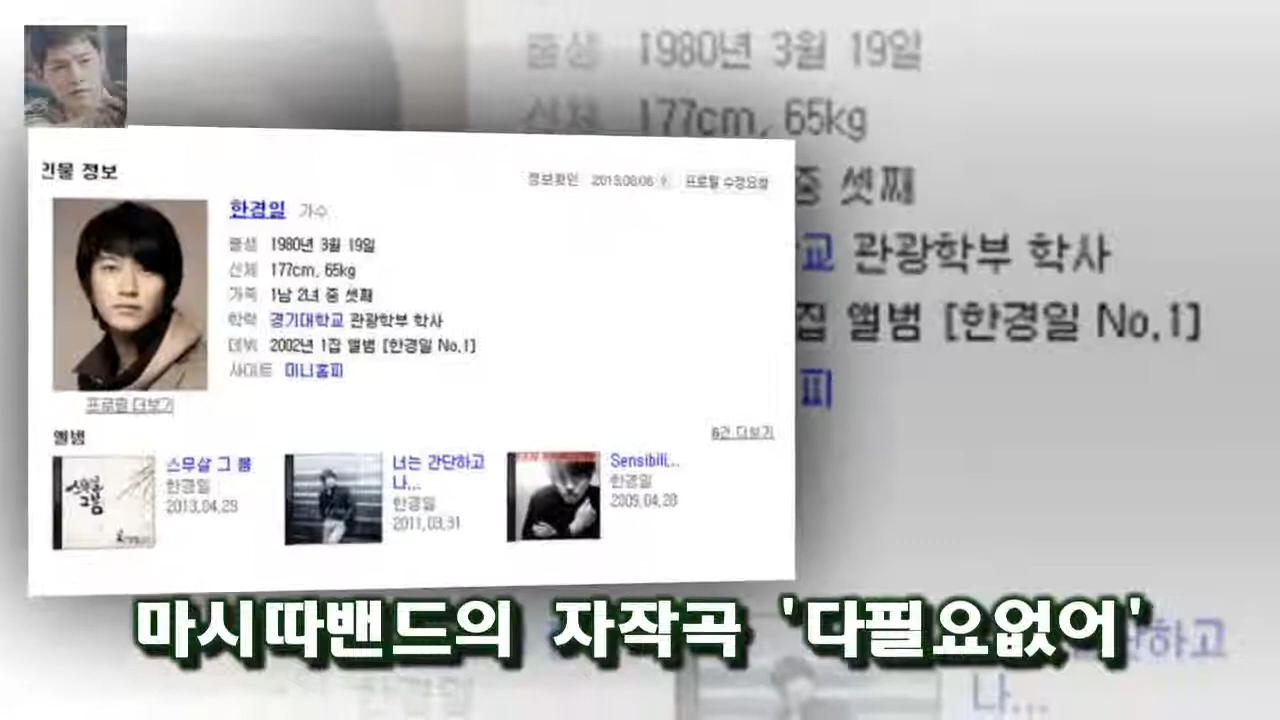 출생 1980년 3월 19일
신체 177cm, 65kg
중 셋째
교 관광학부 학사
집 앨범 [한경일 No.1]
피
인물 정보
정보확인 2013.08.06 프로필 수정요청
한경일 가수
출생 1980년 3월 19일
신체 177cm, 65kg
가족 1남 2녀 중 셋째
학력 경기대학교 관광학부 학사
데뷔 2002년 1집 앨범 [한경일 No.1]
사이트 미니홈피
프로필 더보기
앨범
6건 더보기
스무살 그 봄
한경일
2013.04.29
너는 간단하고
나...
한경일
2011.03.31
Sensibili...
한경일
2009.04.28
마시따밴드의 자작곡 '다필요없어'
단하고
한경일
나...